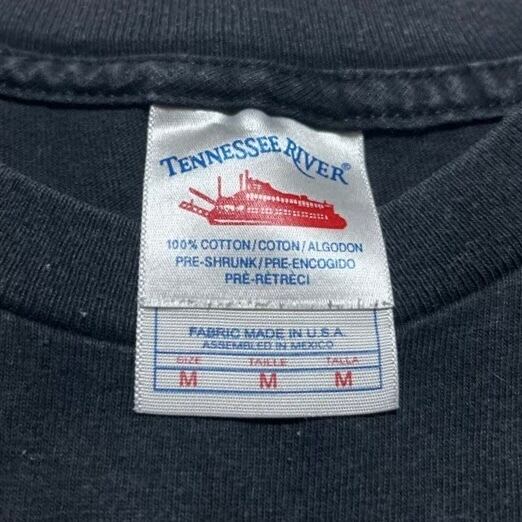 TENNESSEE RIVER®
100% COTTON/COTON/ALGODON
PRE-SHRUNK/PRE-ENCOGIDO
PRÉ-RÉTRÉCI
FABRIC MADE IN U.S.A.
ASSEMBLED IN MEXICO
SIZE TAILLE TALLA
M M M